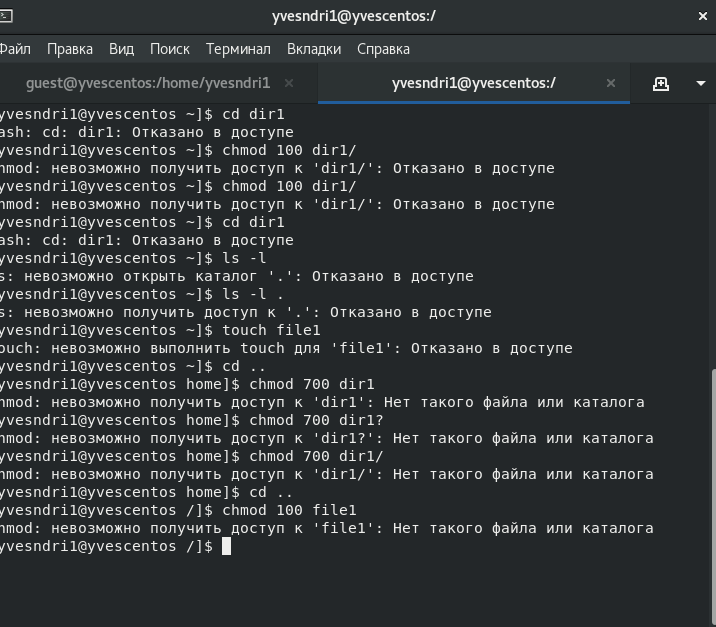 yvesndri1@yvescentos:/
Файл Правка Вид Поиск Терминал Вкладки Справка
guest@yvescentos:/home/yvesndri1 × yvesndri1@yvescentos:/ ×
yvesndri1@yvescentos ~]$ cd dir1
ash: cd: dir1: Отказано в доступе
yvesndri1@yvescentos ~]$ chmod 100 dir1/
hmod: невозможно получить доступ к 'dir1/': Отказано в доступе
yvesndri1@yvescentos ~]$ chmod 100 dir1/
hmod: невозможно получить доступ к 'dir1/': Отказано в доступе
yvesndri1@yvescentos ~]$ cd dir1
ash: cd: dir1: Отказано в доступе
yvesndri1@yvescentos ~]$ ls -l
s: невозможно открыть каталог '.': Отказано в доступе
yvesndri1@yvescentos ~]$ ls -l .
s: невозможно получить доступ к '.': Отказано в доступе
yvesndri1@yvescentos ~]$ touch file1
ouch: невозможно выполнить touch для 'file1': Отказано в доступе
yvesndri1@yvescentos ~]$ cd ..
yvesndri1@yvescentos home]$ chmod 700 dir1
hmod: невозможно получить доступ к 'dir1': Нет такого файла или каталога
yvesndri1@yvescentos home]$ chmod 700 dir1?
hmod: невозможно получить доступ к 'dir1?': Нет такого файла или каталога
yvesndri1@yvescentos home]$ chmod 700 dir1/
hmod: невозможно получить доступ к 'dir1/': Нет такого файла или каталога
yvesndri1@yvescentos home]$ cd ..
yvesndri1@yvescentos /]$ chmod 100 file1
hmod: невозможно получить доступ к 'file1': Нет такого файла или каталога
yvesndri1@yvescentos /]$